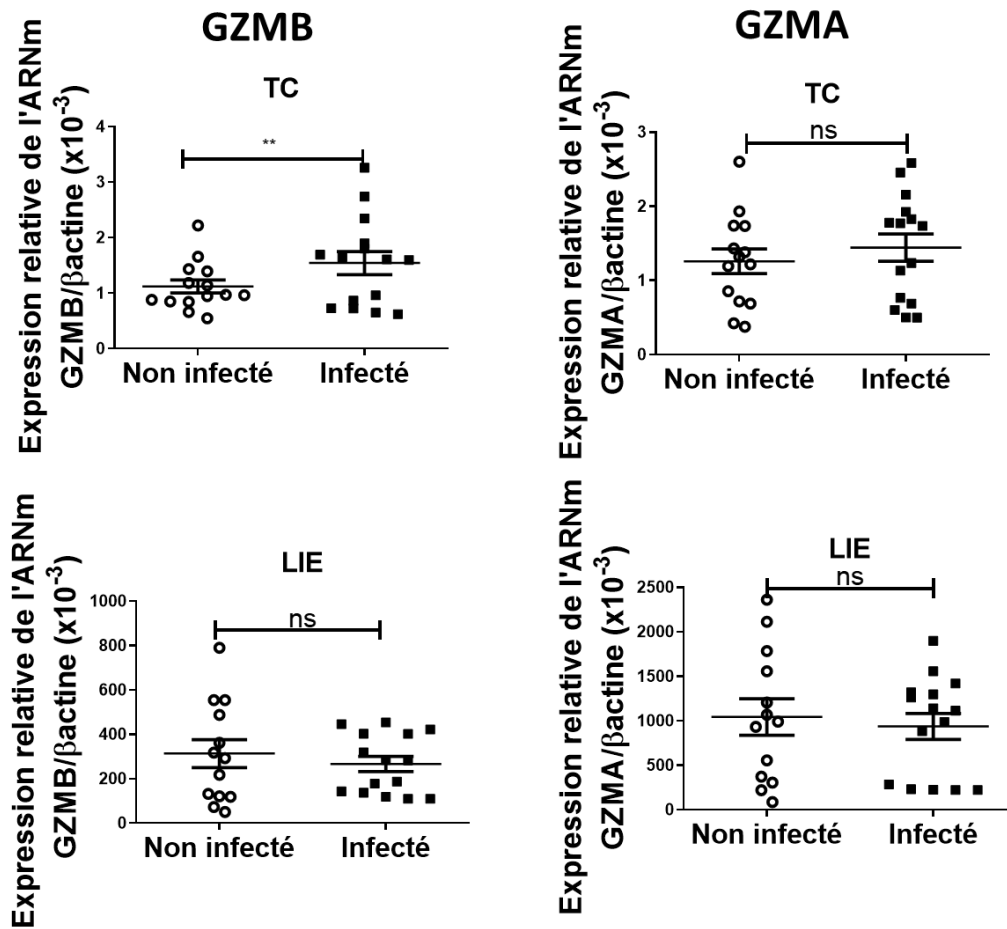 GZMB
Expression relative de l'ARNm
GZMB/βactine (x10⁻³)
TC
4
3
2
1
0
**
Non infecté
Infecté
GZMA
Expression relative de l'ARNm
GZMA/βactine (x10⁻³)
TC
3
2
1
0
ns
Non infecté
Infecté
Expression relative de l'ARNm
GZMB/βactine (x10⁻³)
LIE
1000
800
600
400
200
0
ns
Non infecté
Infecté
Expression relative de l'ARNm
GZMA/βactine (x10⁻³)
LIE
2500
2000
1500
1000
500
0
ns
Non infecté
Infecté